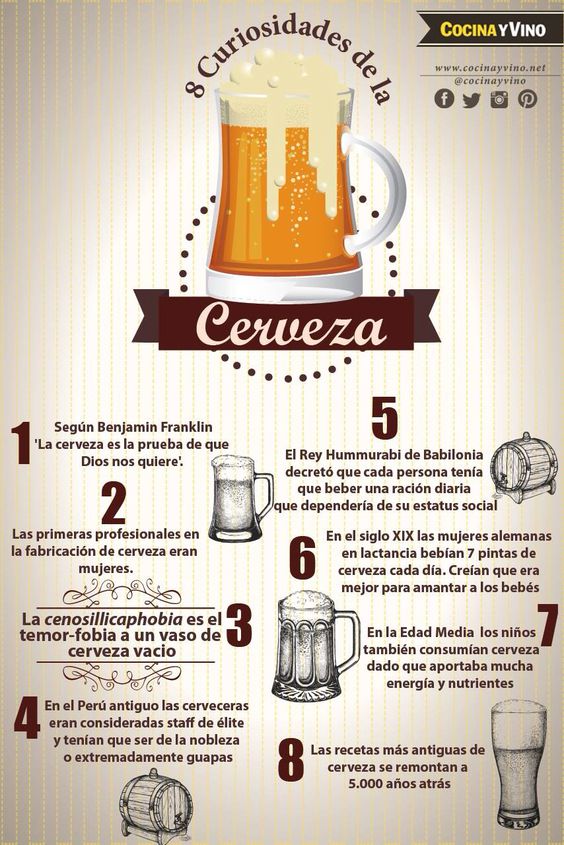 8 Curiosidades de la
Cerveza
COCINAYVINO
www.cocinayvino.net
@cocinayvino
1
Según Benjamin Franklin
'La cerveza es la prueba de que
Dios nos quiere'.
2
Las primeras profesionales en
la fabricación de cerveza eran
mujeres.
3
La cenosillicaphobia es el
temor-fobia a un vaso de
cerveza vacio
4
En el Perú antiguo las cerveceras
eran consideradas staff de élite
y tenían que ser de la nobleza
o extremadamente guapas
5
El Rey Hummurabi de Babilonia
decretó que cada persona tenía
que beber una ración diaria
que dependería de su estatus social
6
En el siglo XIX las mujeres alemanas
en lactancia bebían 7 pintas de
cerveza cada día. Creían que era
mejor para amantar a los bebés
7
En la Edad Media los niños
también consumían cerveza
dado que aportaba mucha
energía y nutrientes
8
Las recetas más antiguas de
cerveza se remontan a
5.000 años atrás